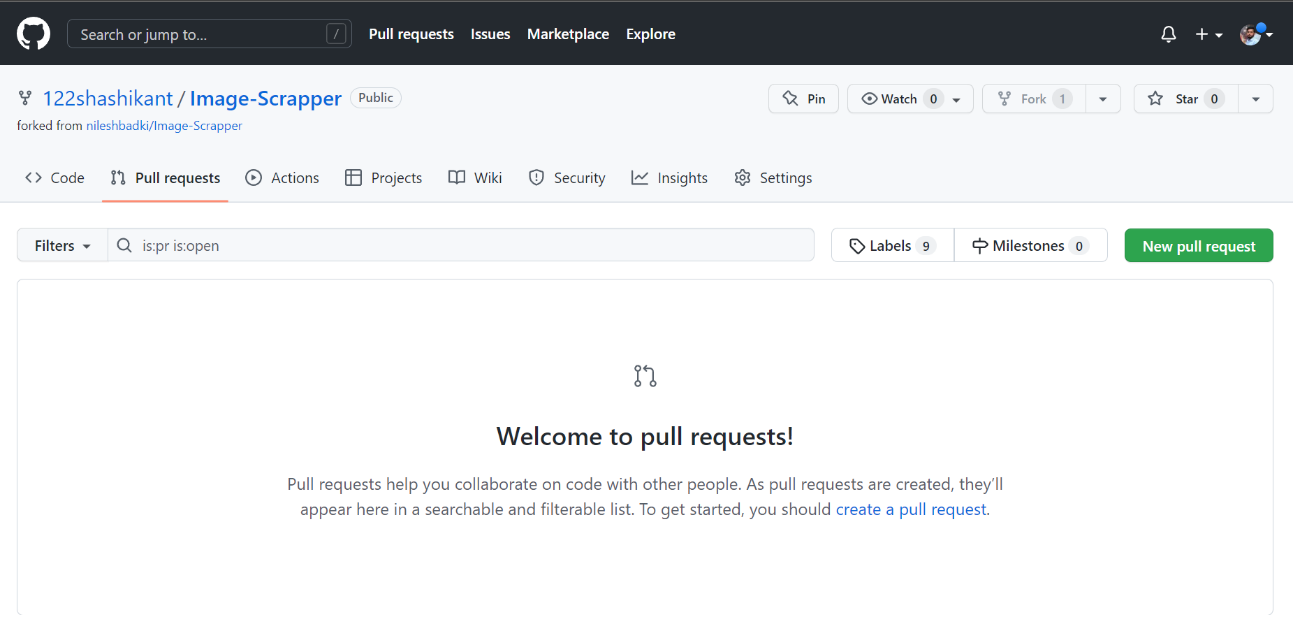 Search or jump to... / Pull requests Issues Marketplace Explore
122shashikant / Image-Scrapper Public Pin Watch 0 Fork 1 Star 0
forked from nileshbadki/Image-Scrapper
Code Pull requests Actions Projects Wiki Security Insights Settings
Filters is:pr is:open Labels 9 Milestones 0 New pull request
Welcome to pull requests!
Pull requests help you collaborate on code with other people. As pull requests are created, they’ll
appear here in a searchable and filterable list. To get started, you should create a pull request.